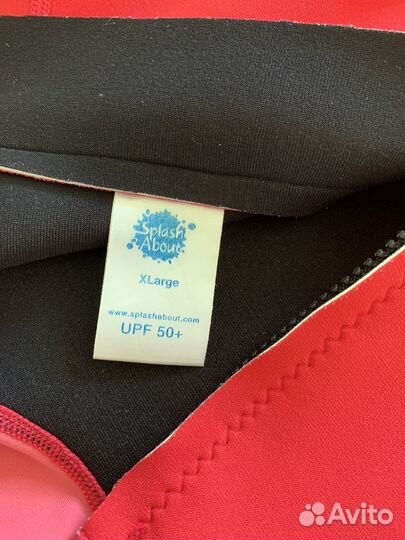 Splash
About
XLarge
www.splashabout.com
UPF 50+
Avito